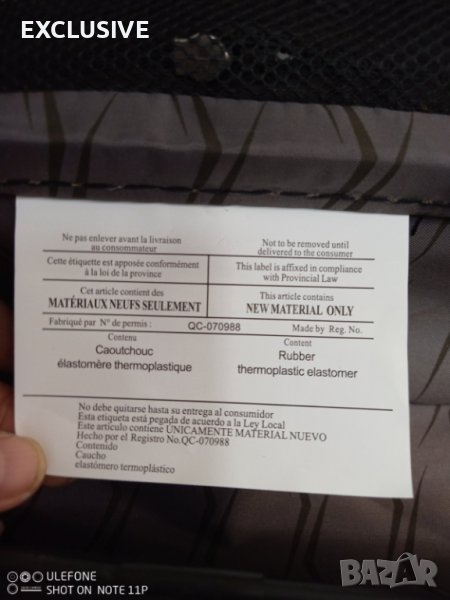 EXCLUSIVE
Ne pas enlever avant la livraison
au consommateur
Not to be removed until
delivered to the consumer
Cette étiquette est apposée conformément
à la loi de la province
This label is affixed in compliance
with Provincial Law
Cet article contient des
MATÉRIAUX NEUFS SEULEMENT
This article contains
NEW MATERIAL ONLY
Fabriqué par N° de permis : QC-070988 Made by Reg. No.
Contenu
Caoutchouc
élastomère thermoplastique
Content
Rubber
thermoplastic elastomer
No debe quitarse hasta su entrega al consumidor
Esta etiqueta está pegada de acuerdo a la Ley Local
Este artículo contiene ÚNICAMENTE MATERIAL NUEVO
Hecho por el Registro No.QC-070988
Contenido
Caucho
elastómero termoplástico
ULEFONE
SHOT ON NOTE 11P
BAZAR